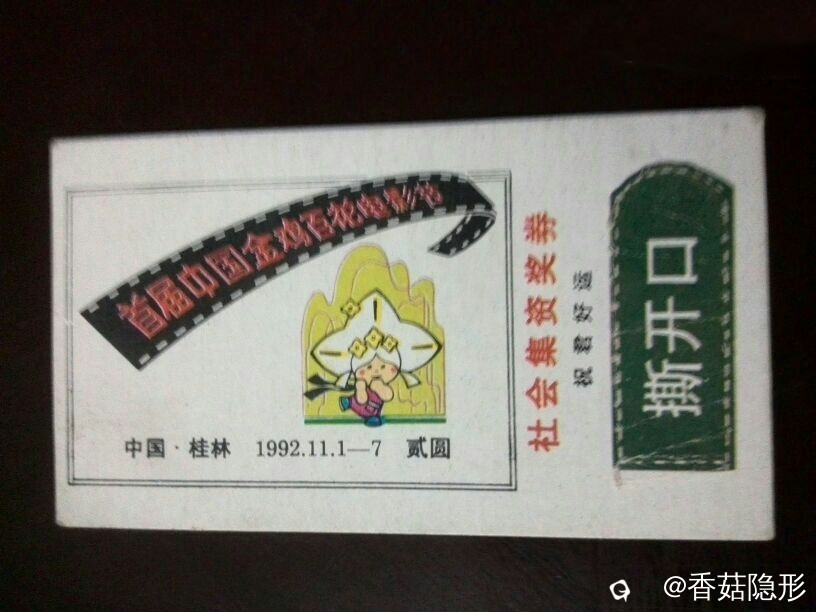 首届中国金鸡百花电影节
中国·桂林 1992.11.1—7 贰圆
社会集资奖券
祝君好运
撕开口
@香菇隐形